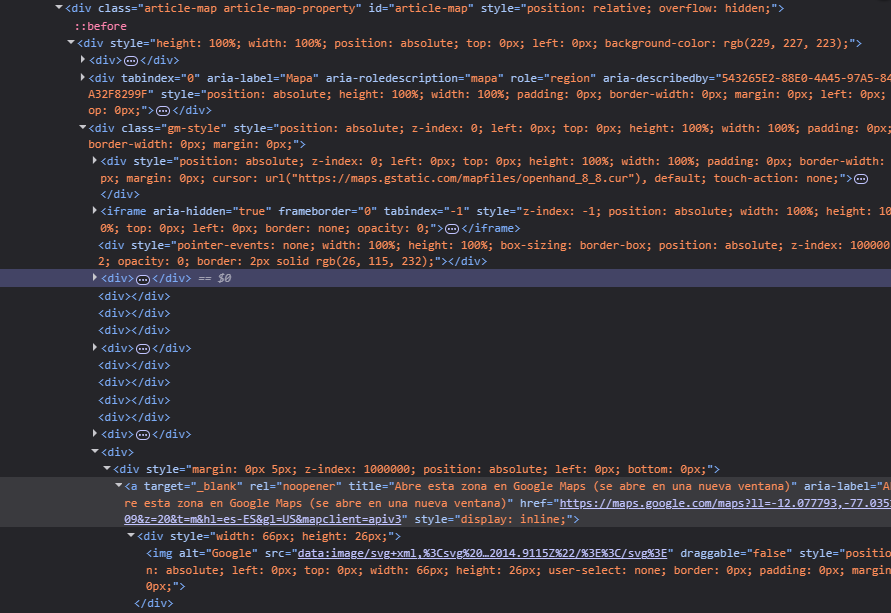 <div class="article-map article-map-property" id="article-map" style="position: relative; overflow: hidden;">
::before
<div style="height: 100%; width: 100%; position: absolute; top: 0px; left: 0px; background-color: rgb(229, 227, 223);">
<div>…</div>
<div tabindex="0" aria-label="Mapa" aria-roledescription="mapa" role="region" aria-describedby="543265E2-88E0-4A45-97A5-84
A32F8299F" style="position: absolute; height: 100%; width: 100%; padding: 0px; border-width: 0px; margin: 0px; left: 0px;
op: 0px;">…</div>
<div class="gm-style" style="position: absolute; z-index: 0; left: 0px; top: 0px; height: 100%; width: 100%; padding: 0px;
border-width: 0px; margin: 0px;">
<div style="position: absolute; z-index: 0; left: 0px; top: 0px; height: 100%; width: 100%; padding: 0px; border-width:
px; margin: 0px; cursor: url("https://maps.gstatic.com/mapfiles/openhand_8_8.cur"), default; touch-action: none;">…
</div>
<iframe aria-hidden="true" frameborder="0" tabindex="-1" style="z-index: -1; position: absolute; width: 100%; height: 10
0%; top: 0px; left: 0px; border: none; opacity: 0;">…</iframe>
<div style="pointer-events: none; width: 100%; height: 100%; box-sizing: border-box; position: absolute; z-index: 100000
2; opacity: 0; border: 2px solid rgb(26, 115, 232);"></div>
<div>…</div> == $0
<div></div>
<div></div>
<div></div>
<div>…</div>
<div></div>
<div></div>
<div></div>
<div></div>
<div>…</div>
<div>
<div style="margin: 0px 5px; z-index: 1000000; position: absolute; left: 0px; bottom: 0px;">
<a target="_blank" rel="noopener" title="Abre esta zona en Google Maps (se abre en una nueva ventana)" aria-label="Ab
re esta zona en Google Maps (se abre en una nueva ventana)" href="https://maps.google.com/maps?ll=-12.077793,-77.0351
09&z=20&t=m&hl=es-ES&gl=US&mapclient=apiv3" style="display: inline;">
<div style="width: 66px; height: 26px;">
<img alt="Google" src="data:image/svg+xml,%3Csvg%20…2014.9115Z%22/%3E%3C/svg%3E" draggable="false" style="positio
n: absolute; left: 0px; top: 0px; width: 66px; height: 26px; user-select: none; border: 0px; padding: 0px; margin
0px;">
</div>